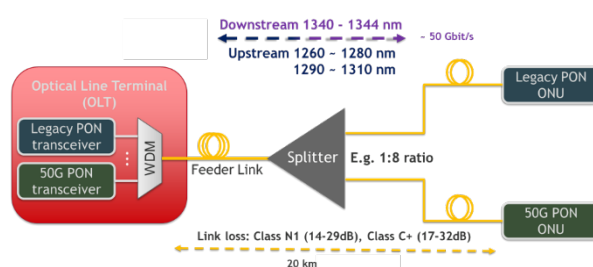 Downstream 1340 - 1344 nm
~ 50 Gbit/s
Upstream 1260 ~ 1280 nm
1290 ~ 1310 nm
Optical Line Terminal
(OLT)
Legacy PON
transceiver
...
50G PON
transceiver
WDM
Feeder Link
Splitter
E.g. 1:8 ratio
Legacy PON
ONU
50G PON
ONU
Link loss: Class N1 (14-29dB), Class C+ (17-32dB)
20 km